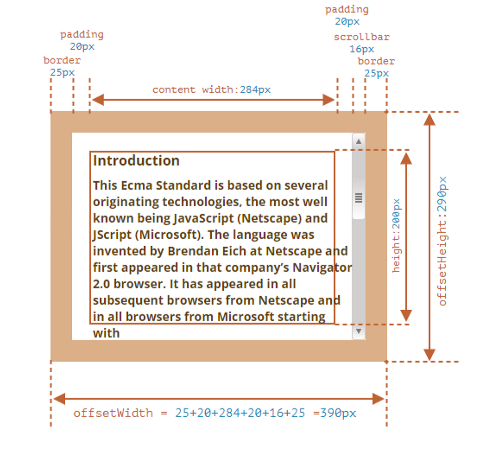 padding
20px
padding
20px
scrollbar
16px
border
25px
border
25px
content width:284px
Introduction
This Ecma Standard is based on several
originating technologies, the most well
known being JavaScript (Netscape) and
JScript (Microsoft). The language was
invented by Brendan Eich at Netscape and
first appeared in that company’s Navigator
2.0 browser. It has appeared in all
subsequent browsers from Netscape and
in all browsers from Microsoft starting
with
height:200px
offsetHeight:290px
offsetWidth = 25+20+284+20+16+25 =390px